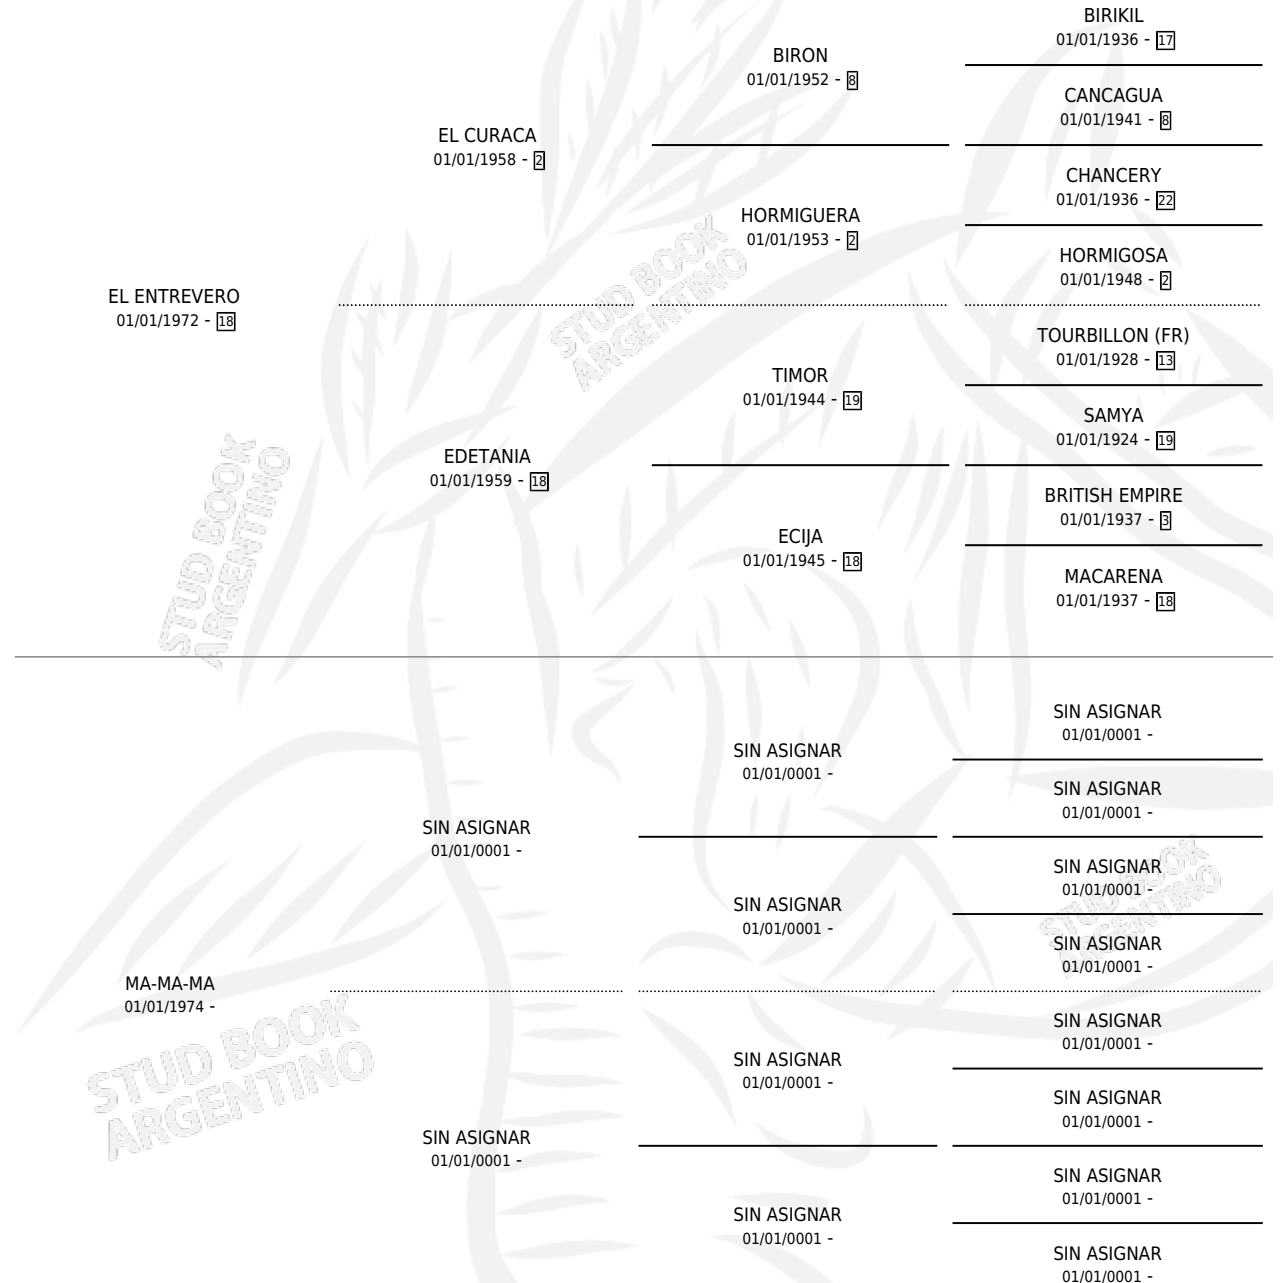 BIRIKIL
01/01/1936 - 17
BIRON
01/01/1952 - 8
CANCAGUA
01/01/1941 - 8
EL CURACA
01/01/1958 - 2
CHANCERY
01/01/1936 - 22
HORMIGUERA
01/01/1953 - 2
HORMIGOSA
01/01/1948 - 2
EL ENTREVERO
01/01/1972 - 18
TOURBILLON (FR)
01/01/1928 - 13
TIMOR
01/01/1944 - 19
SAMYA
01/01/1924 - 19
EDETANIA
01/01/1959 - 18
BRITISH EMPIRE
01/01/1937 - 3
ECIJA
01/01/1945 - 18
MACARENA
01/01/1937 - 18
STUD BOOK
ARGENTINO
STUD BOOK
ARGENTINO
SIN ASIGNAR
01/01/0001 -
SIN ASIGNAR
01/01/0001 -
SIN ASIGNAR
01/01/0001 -
SIN ASIGNAR
01/01/0001 -
SIN ASIGNAR
01/01/0001 -
SIN ASIGNAR
01/01/0001 -
SIN ASIGNAR
01/01/0001 -
MA-MA-MA
01/01/1974 -
SIN ASIGNAR
01/01/0001 -
SIN ASIGNAR
01/01/0001 -
SIN ASIGNAR
01/01/0001 -
SIN ASIGNAR
01/01/0001 -
SIN ASIGNAR
01/01/0001 -
SIN ASIGNAR
01/01/0001 -
SIN ASIGNAR
01/01/0001 -
STUD BOOK
ARGENTINO
STUD BOOK
ARGENTINO